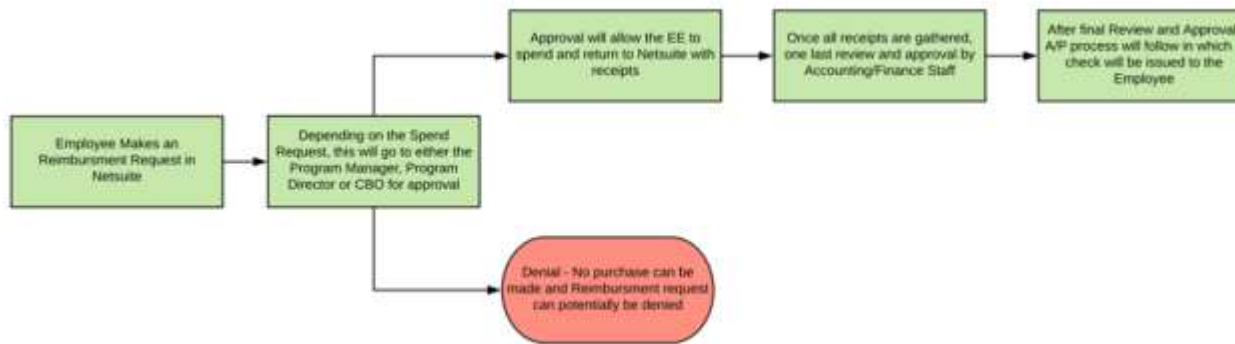 Approval will allow the EE to
spend and return to Netsuite with
receipts
Once all receipts are gathered,
one last review and approval by
Accounting/Finance Staff
After final Review and Approval
A/P process will follow in which
check will be issued to the
Employee
Employee Makes an
Reimbursment Request in
Netsuite
Depending on the Spend
Request, this will go to either the
Program Manager, Program
Director or CBO for approval
Denial - No purchase can be
made and Reimbursment request
can potentially be denied